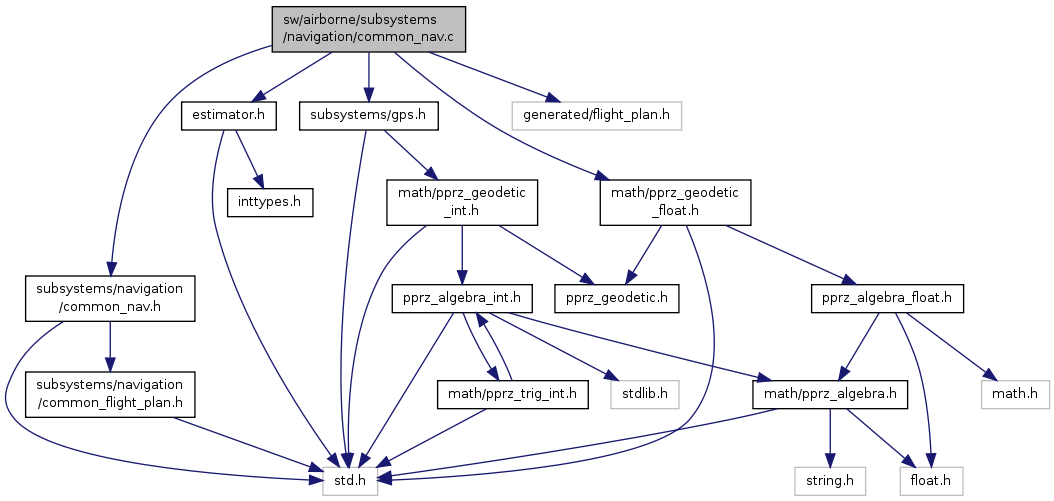 sw/airborne/subsystems
/navigation/common_nav.c
estimator.h
subsystems/gps.h
generated/flight_plan.h
math/pprz_geodetic
_int.h
math/pprz_geodetic
_float.h
inttypes.h
subsystems/navigation
/common_nav.h
pprz_algebra_int.h
pprz_geodetic.h
pprz_algebra_float.h
subsystems/navigation
/common_flight_plan.h
math/pprz_trig_int.h
stdlib.h
math/pprz_algebra.h
math.h
std.h
string.h
float.h